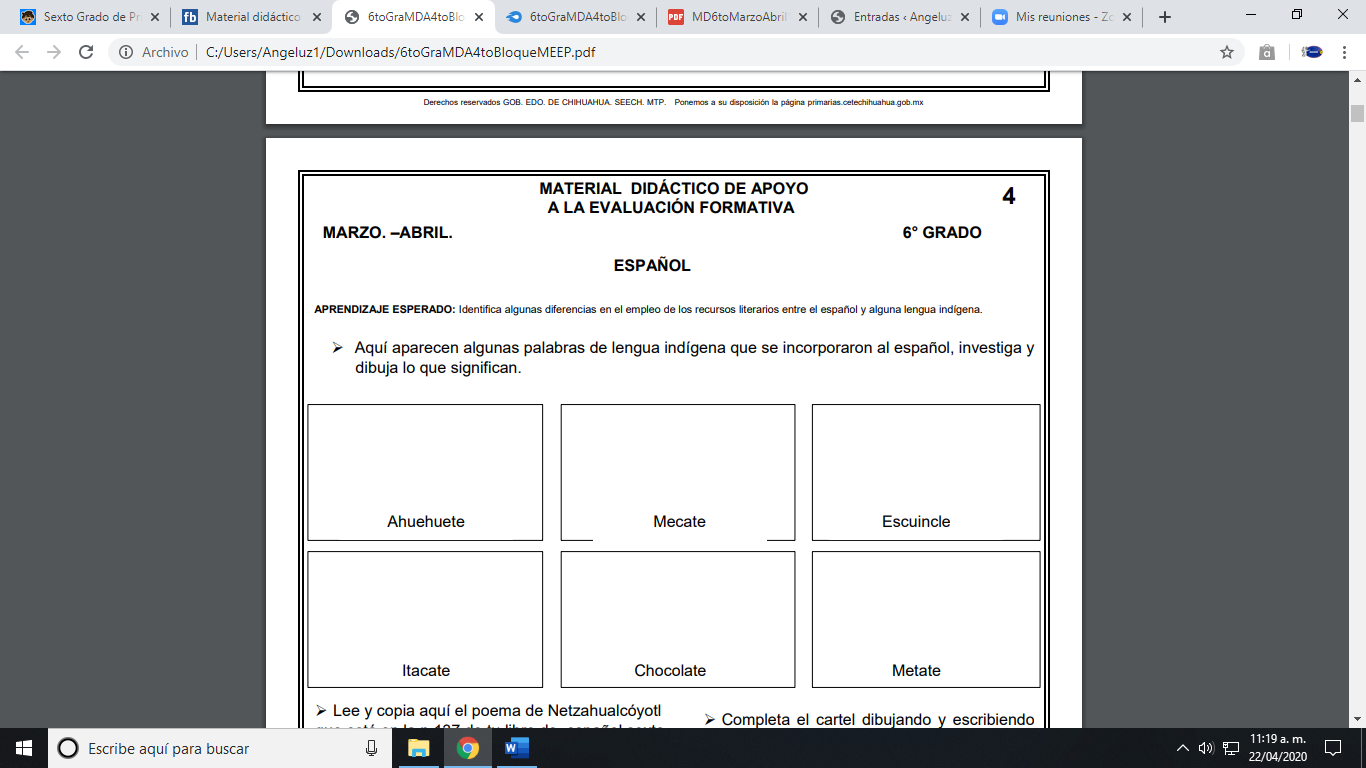 Sexto Grado de Pri
Material didáctico
6toGraMDA4toBlo
6toGraMDA4toBlo
MD6toMarzoAbril
Entradas ‹ Angeluz
Mis reuniones - Zo
Archivo C:/Users/Angeluz1/Downloads/6toGraMDA4toBloqueMEEP.pdf
Derechos reservados GOB. EDO. DE CHIHUAHUA. SEECH. MTP. Ponemos a su disposición la página primarias.cetechihuahua.gob.mx
MATERIAL DIDÁCTICO DE APOYO
A LA EVALUACIÓN FORMATIVA
4
MARZO. –ABRIL.
6° GRADO
ESPAÑOL
APRENDIZAJE ESPERADO: Identifica algunas diferencias en el empleo de los recursos literarios entre el español y alguna lengua indígena.
➢ Aquí aparecen algunas palabras de lengua indígena que se incorporaron al español, investiga y
dibuja lo que significan.
Ahuehuete
Mecate
Escuincle
Itacate
Chocolate
Metate
➢ Lee y copia aquí el poema de Netzahualcóyotl
➢ Completa el cartel dibujando y escribiendo
Escribe aquí para buscar
11:19 a. m.
22/04/2020